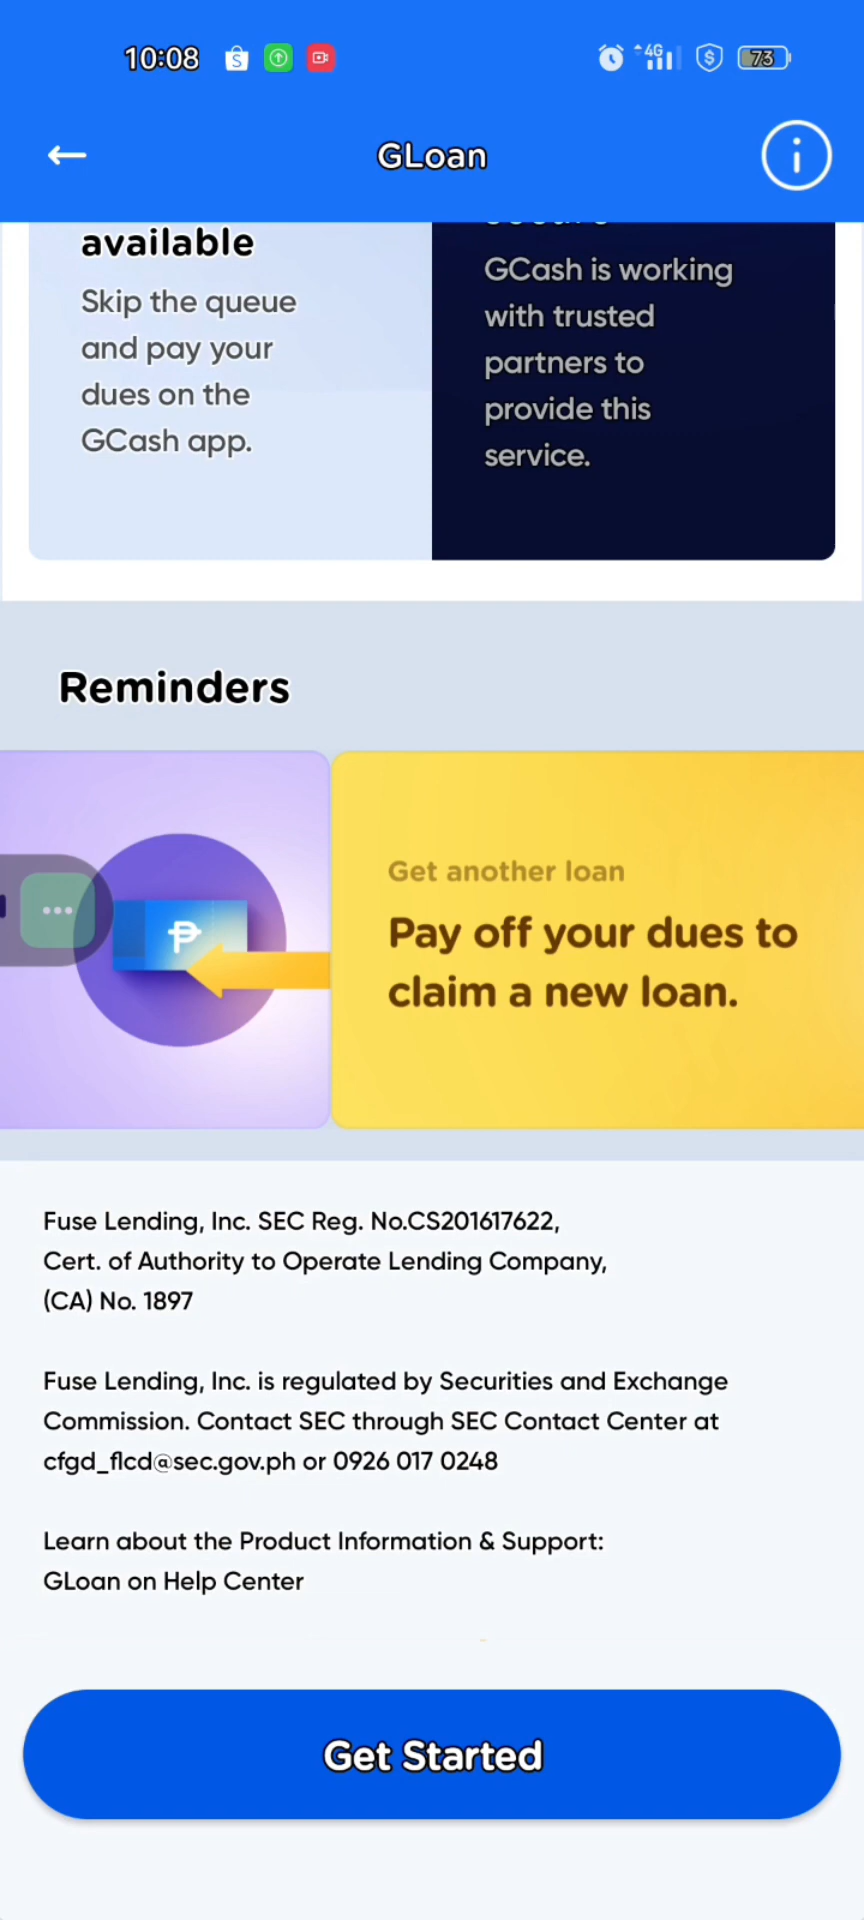 10:08
4G
73
GLoan
available
Skip the queue
and pay your
dues on the
GCash app.
GCash is working
with trusted
partners to
provide this
service.
Reminders
Get another loan
Pay off your dues to
claim a new loan.
Fuse Lending, Inc. SEC Reg. No.CS201617622,
Cert. of Authority to Operate Lending Company,
(CA) No. 1897
Fuse Lending, Inc. is regulated by Securities and Exchange
Commission. Contact SEC through SEC Contact Center at
cfgd_flcd@sec.gov.ph or 0926 017 0248
Learn about the Product Information & Support:
GLoan on Help Center
Get Started